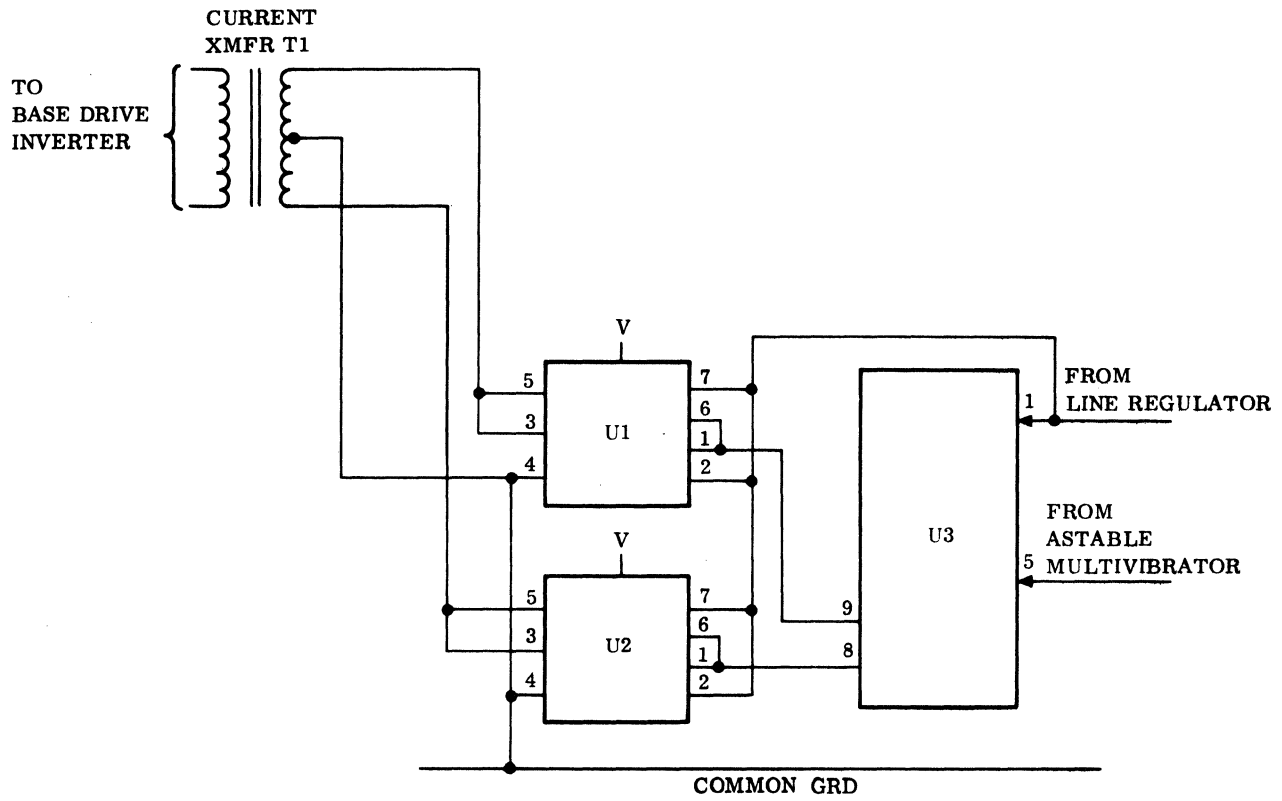 CURRENT
XMFR T1
TO
BASE DRIVE
INVERTER
V
5
3
4
U1
7
6
1
2
V
5
3
4
U2
7
6
1
2
9
8
U3
1
FROM
LINE REGULATOR
FROM
ASTABLE
5
MULTIVIBRATOR
COMMON GRD